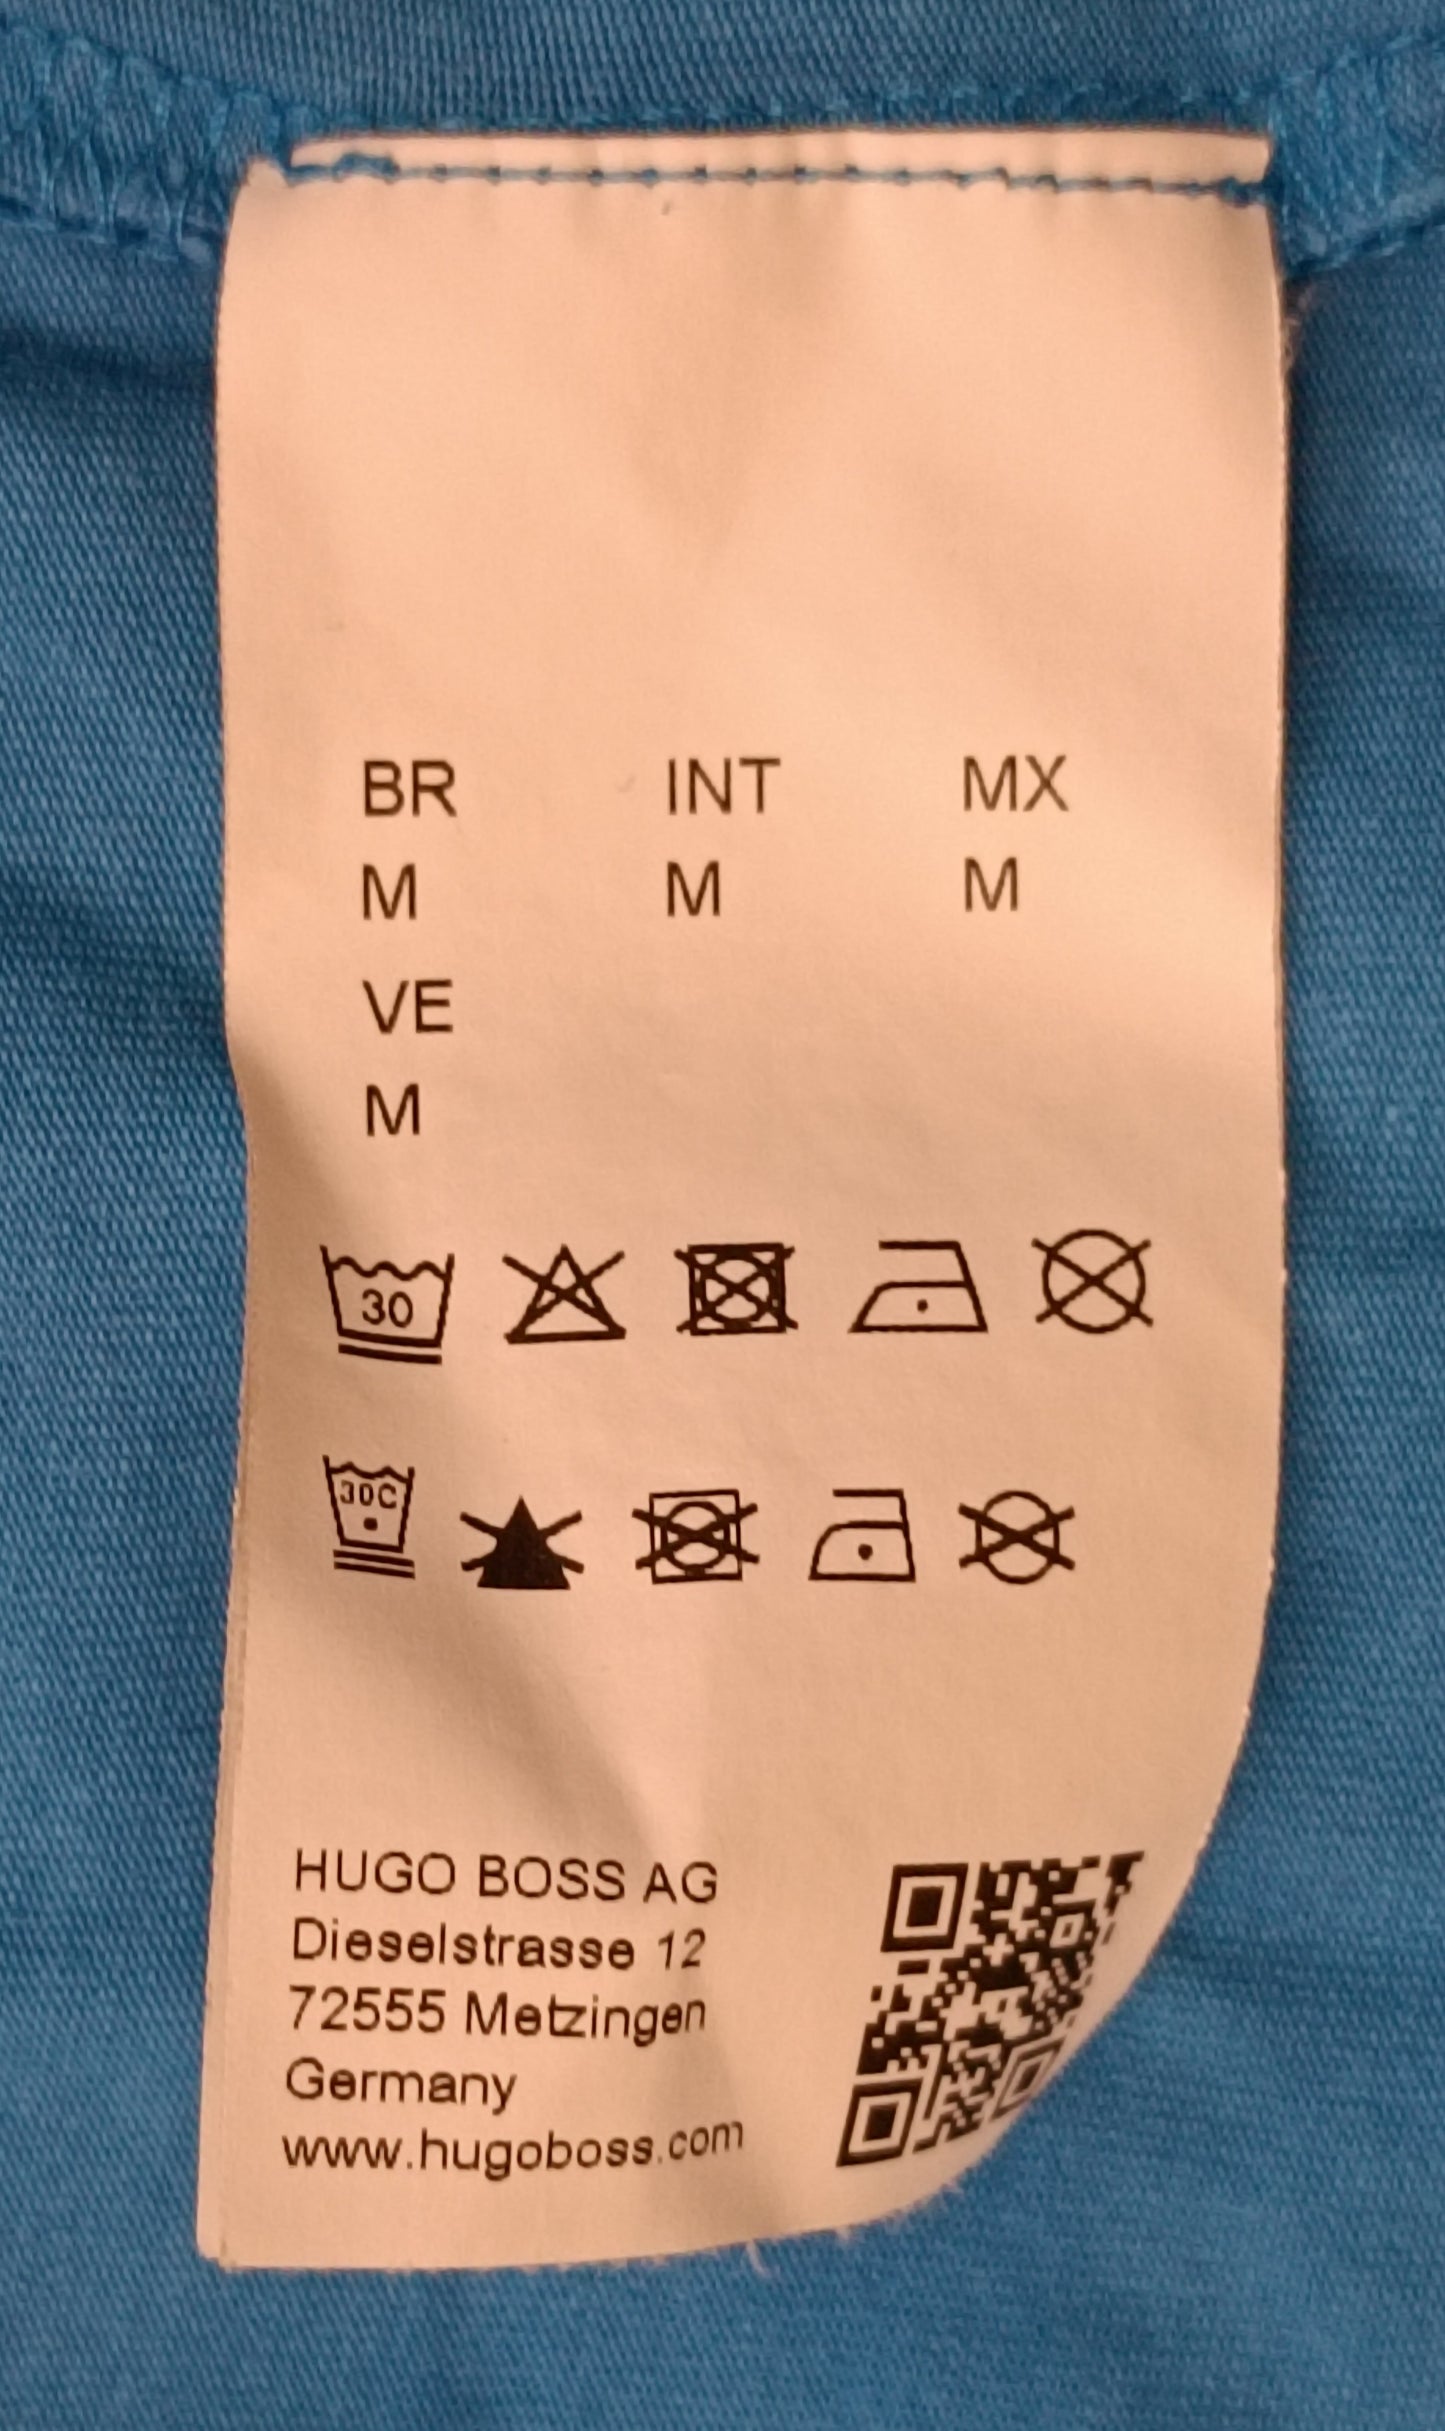 BR INT MX
M M M
VE
M
30
30C
HUGO BOSS AG
Dieselstrasse 12
72555 Metzingen
Germany
www.hugoboss.com